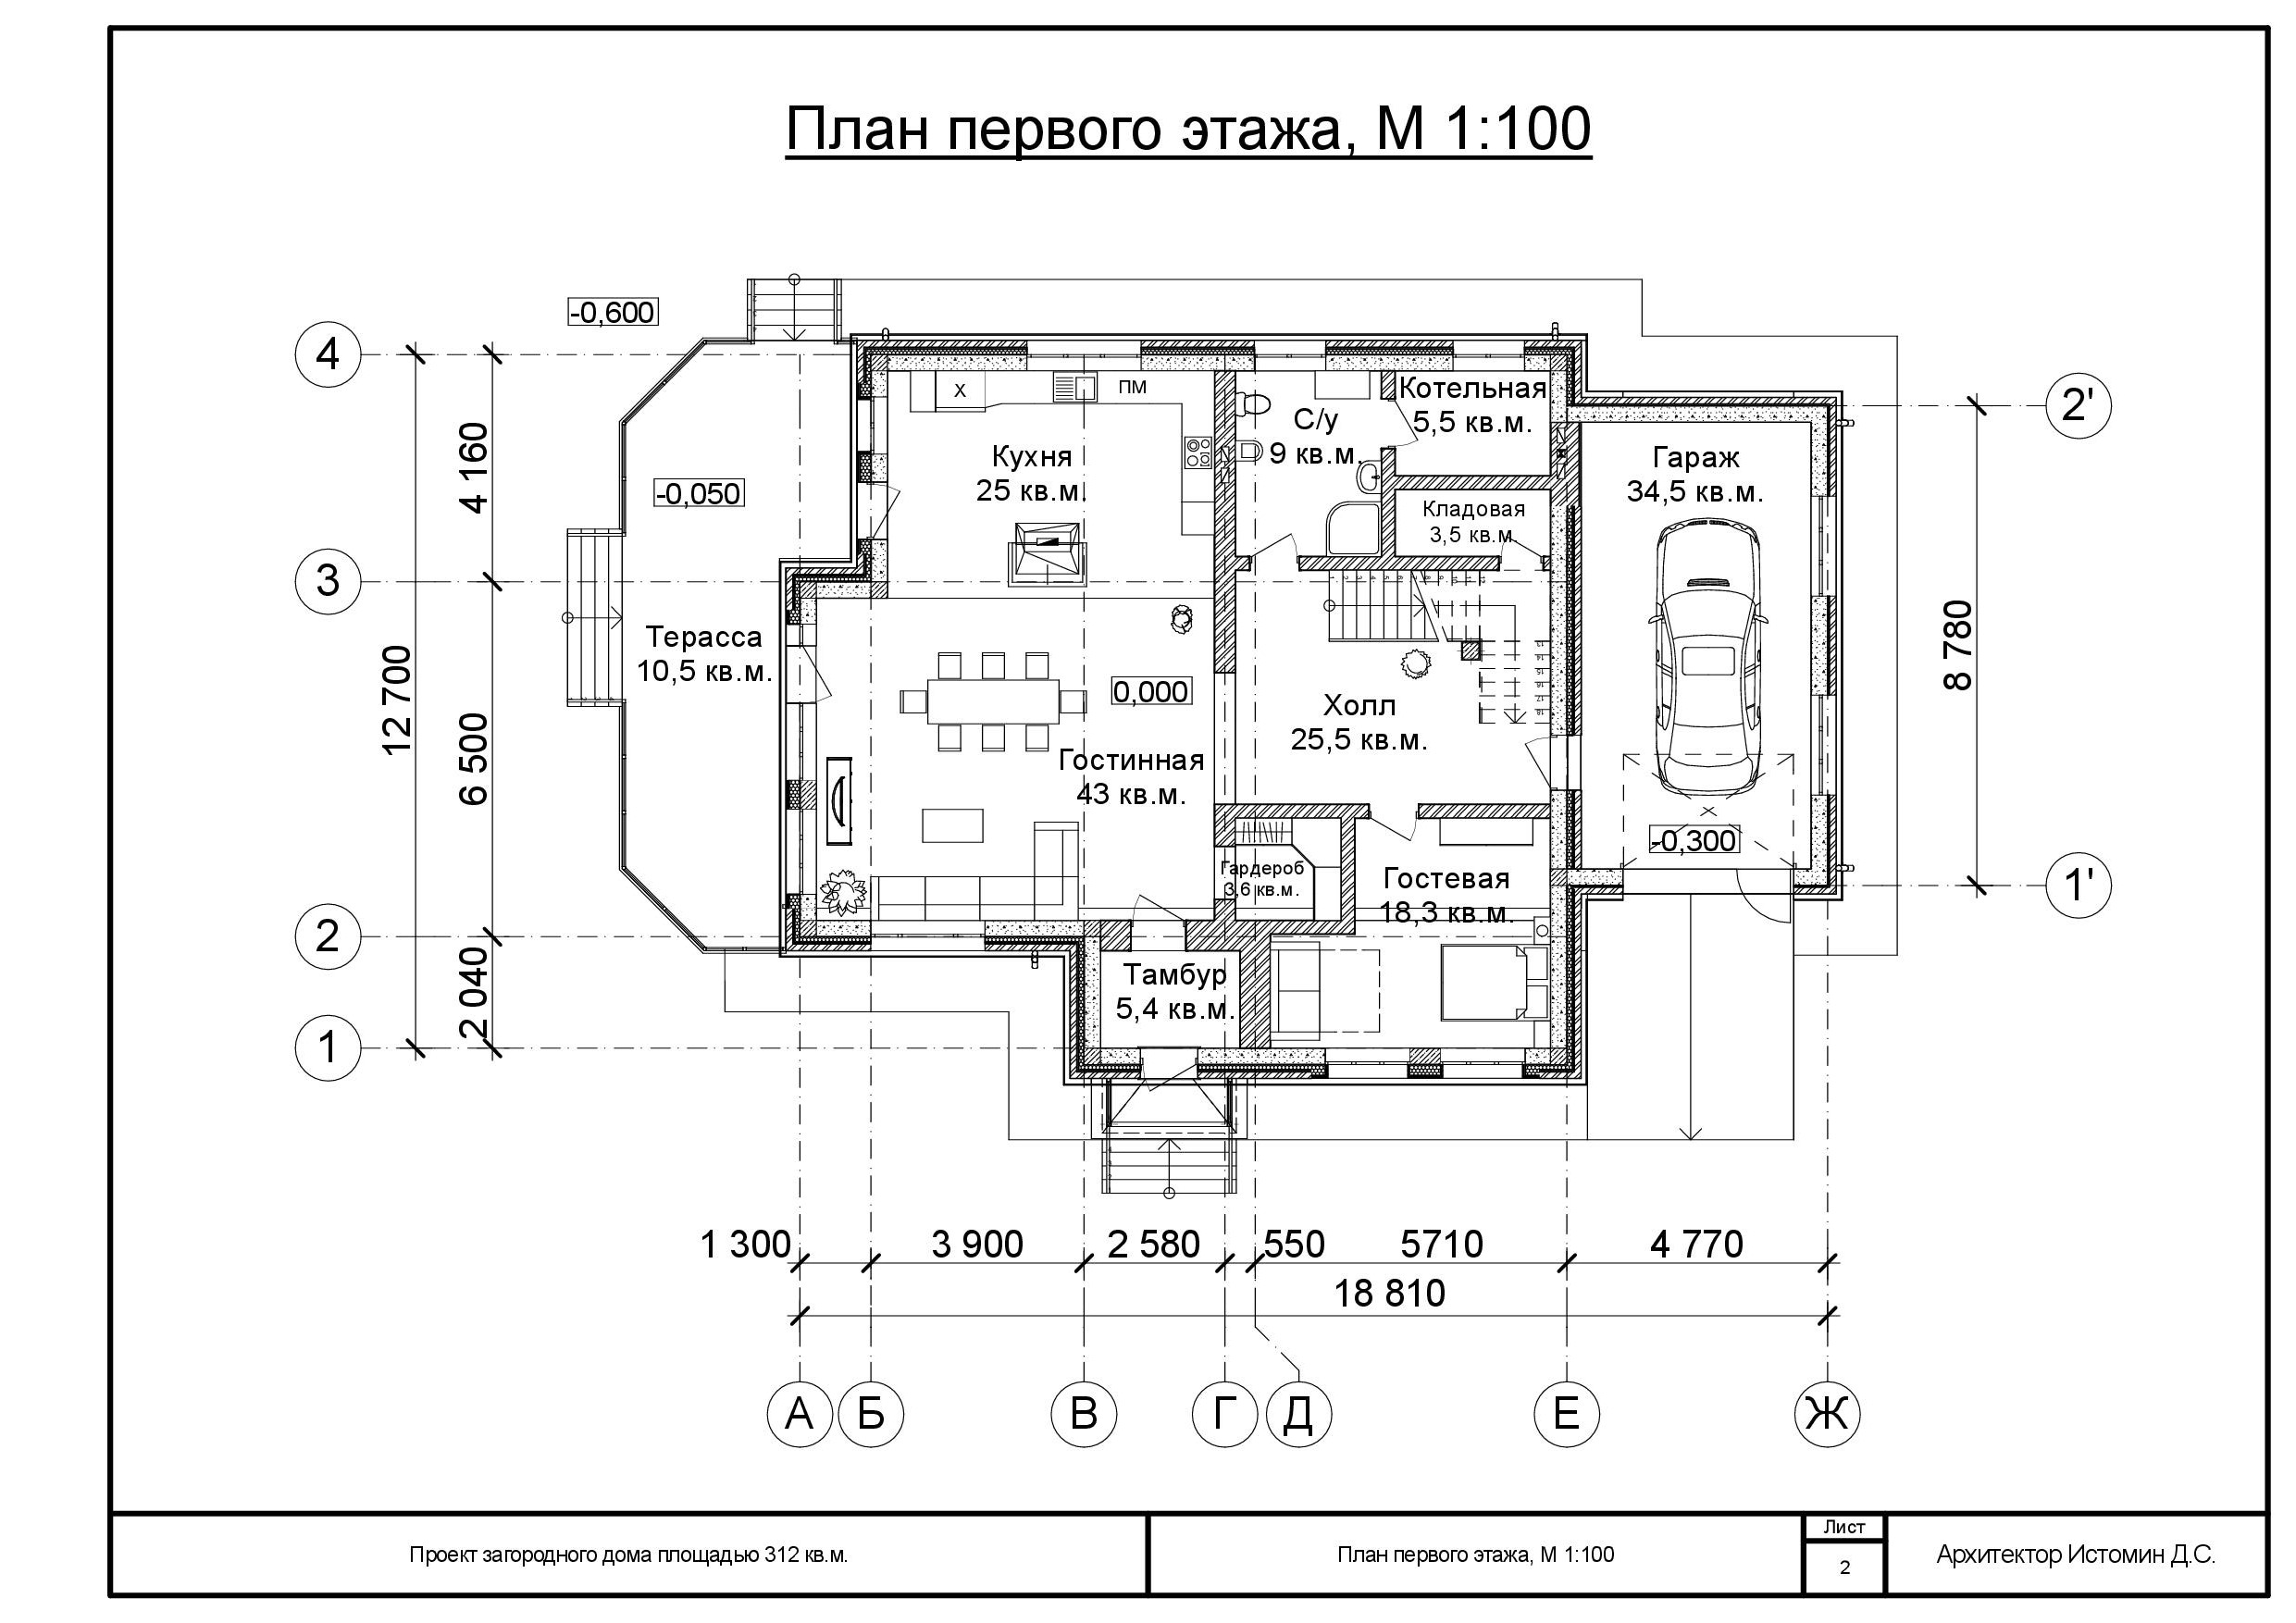 План первого этажа, М 1:100
-0,600
4
2'
Х
ПМ
Котельная
5,5 кв.м.
С/у
9 кв.м.
Кухня
25 кв.м.
Гараж
34,5 кв.м.
4 160
-0,050
Кладовая
3,5 кв.м.
3
Терасса
10,5 кв.м.
12 700
8 780
0,000
Холл
25,5 кв.м.
6 500
Гостинная
43 кв.м.
-0,300
Гардероб
3,6 кв.м.
Гостевая
18,3 кв.м.
1'
2
2 040
Тамбур
5,4 кв.м.
1
1 300
3 900
2 580
550
5710
4 770
18 810
А
Б
В
Г
Д
Е
Ж
Проект загородного дома площадью 312 кв.м.
План первого этажа, М 1:100
Лист
2
Архитектор Истомин Д.С.